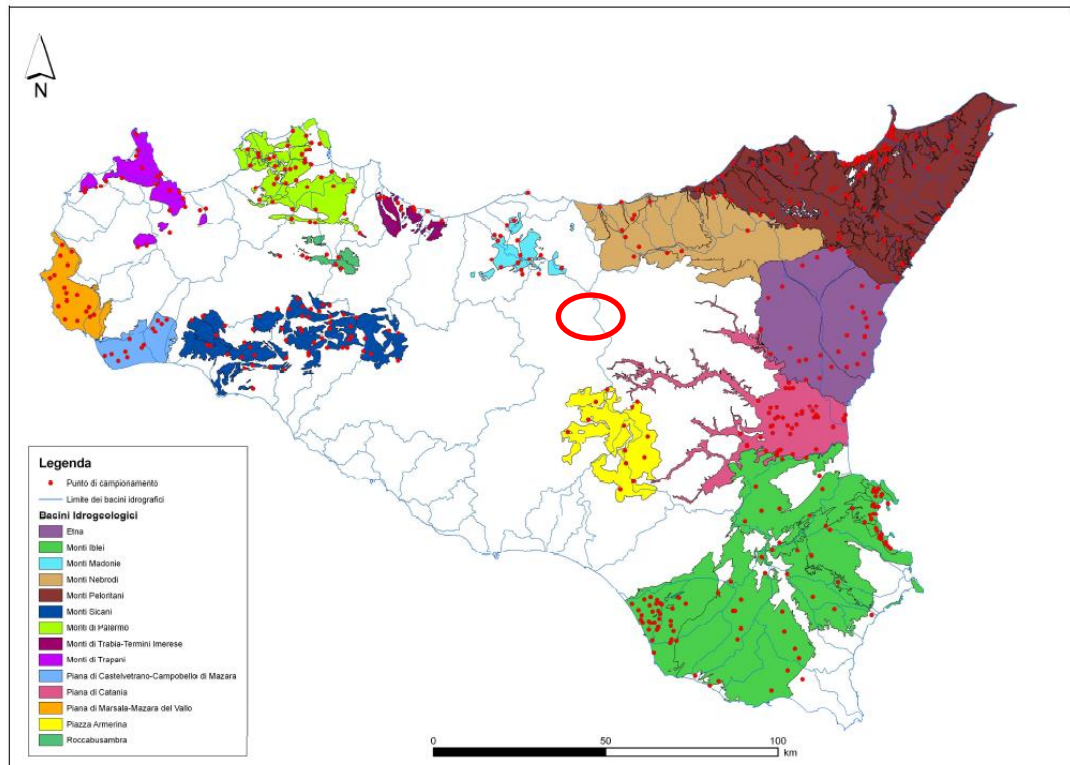 N
Legenda
Punto di campionamento
Limite dei bacini idrografici
Bacini Idrogeologici
Etna
Monti Iblei
Monti Madonie
Monti Nebrodi
Monti Peloritani
Monti Sicani
Monti di Palermo
Monti di Trabia-Termini Imerese
Monti di Trapani
Piana di Castelvetrano-Campobello di Mazara
Piana di Catania
Piana di Marsala-Mazara del Vallo
Piazza Armerina
Roccabusambra
0 50 100
km